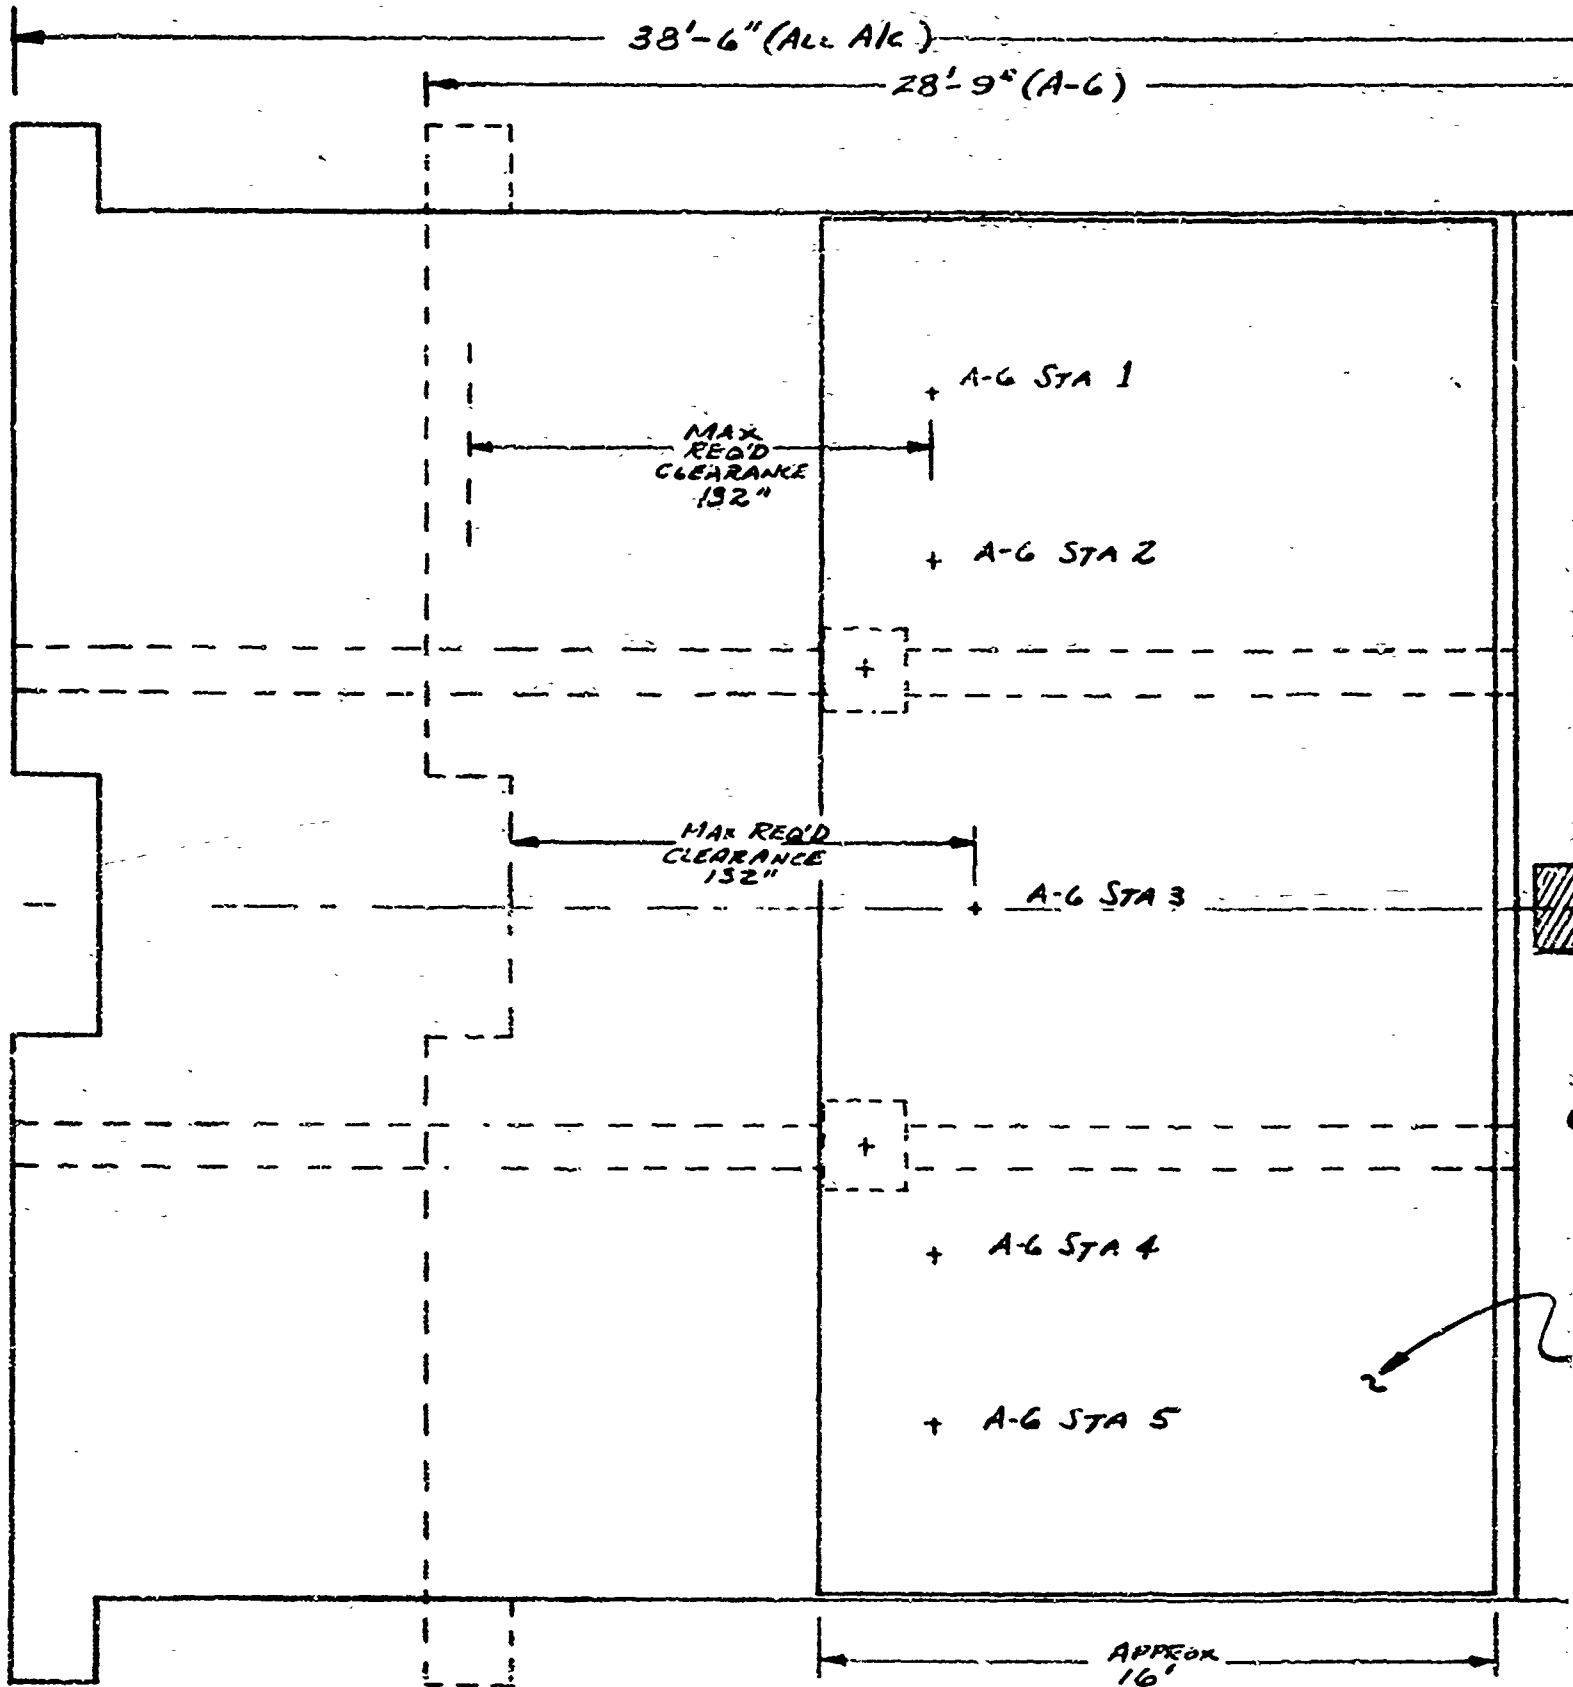 38'-6" (ALL A/C)
28'-9" (A-6)
A-6 STA 1
MAX
REQ'D
CLEARANCE
132"
A-6 STA 2
MAX REQ'D
CLEARANCE
132"
A-6 STA 3
A-6 STA 4
A-6 STA 5
APPROX
16'